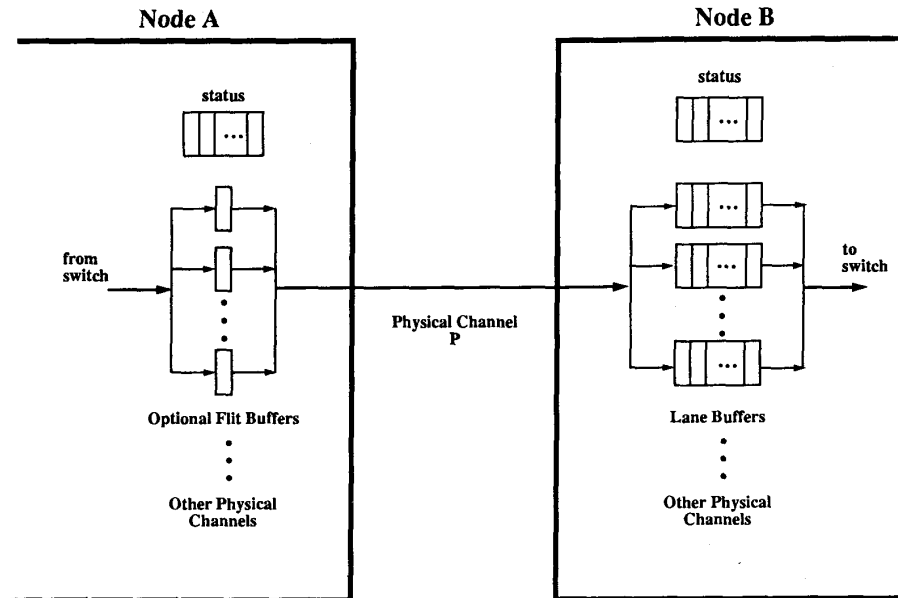 Node A
Node B
status
•••
status
•••
from
switch
Optional Flit Buffers
Other Physical
Channels
Physical Channel
P
•••
•••
•••
to
switch
Lane Buffers
Other Physical
Channels